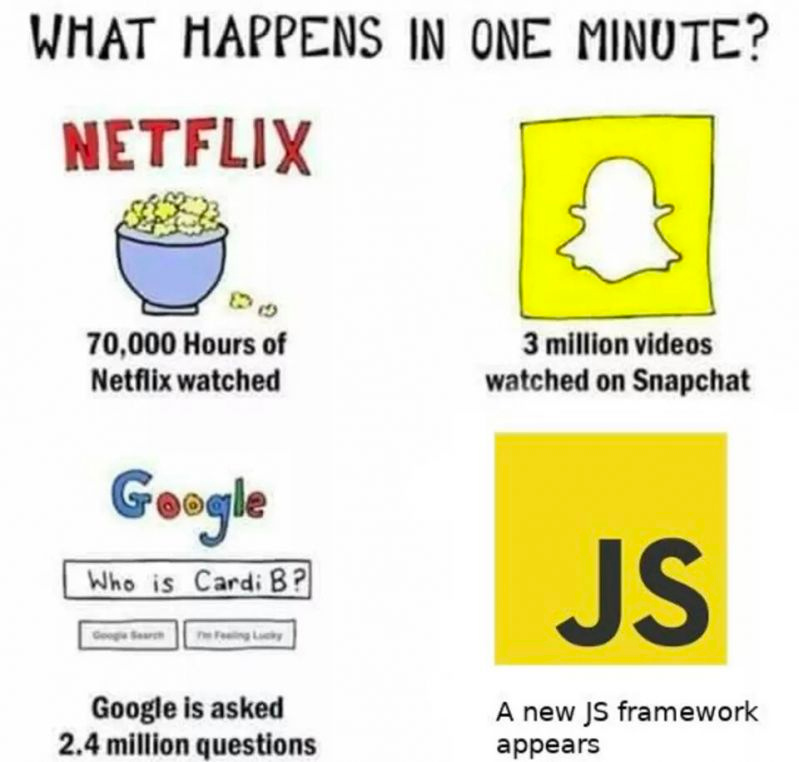 WHAT HAPPENS IN ONE MINUTE?
NETFLIX
70,000 Hours of
Netflix watched
3 million videos
watched on Snapchat
Google
Who is Cardi B?
Google Search I'm Feeling Lucky
Google is asked
2.4 million questions
JS
A new JS framework
appears